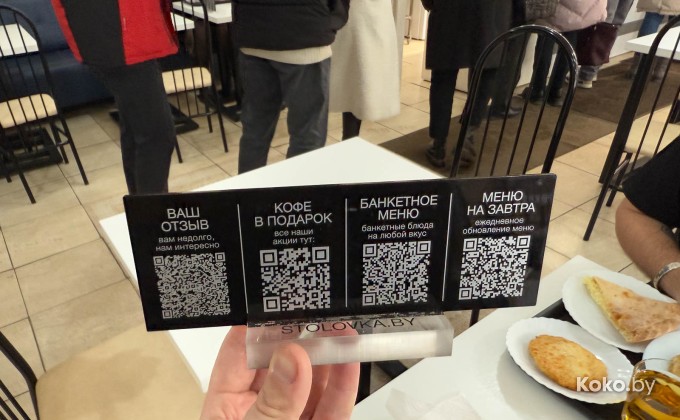 ВАШ
ОТЗЫВ
вам недолго,
нам интересно
КОФЕ
В ПОДАРОК
все наши
акции тут:
БАНКЕТНОЕ
МЕНЮ
банкетные блюда
на любой вкус
МЕНЮ
НА ЗАВТРА
ежедневное
обновление меню
STOLOVKA.BY
Koko.by